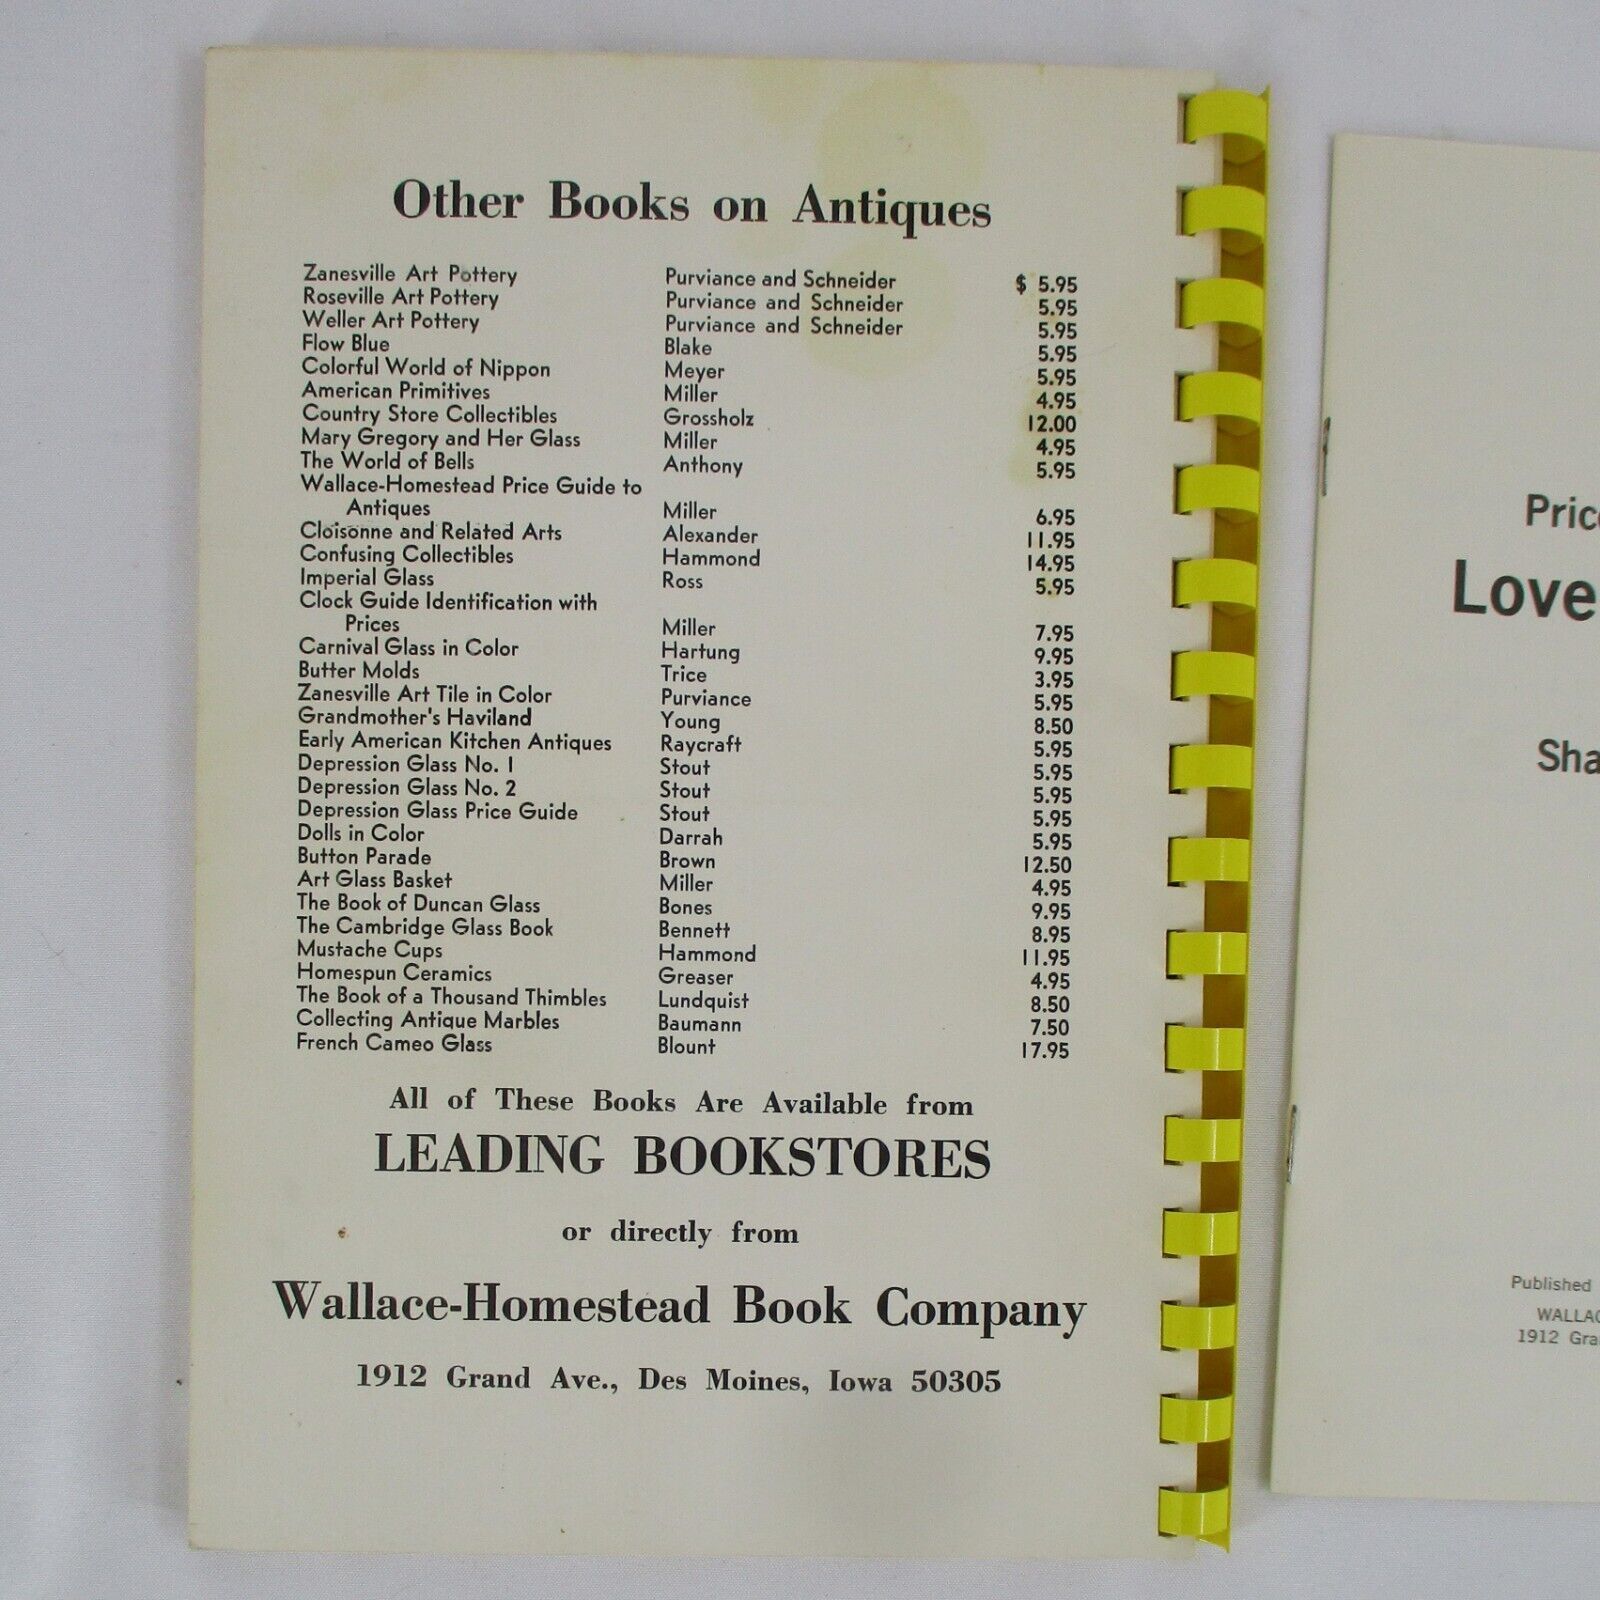 Other Books on Antiques
Zanesville Art Pottery Purviance and Schneider $ 5.95
Roseville Art Pottery Purviance and Schneider 5.95
Weller Art Pottery Purviance and Schneider 5.95
Flow Blue Blake 5.95
Colorful World of Nippon Meyer 5.95
American Primitives Miller 4.95
Country Store Collectibles Grossholz 12.00
Mary Gregory and Her Glass Miller 4.95
The World of Bells Anthony 5.95
Wallace-Homestead Price Guide to
Antiques Miller 6.95
Cloisonne and Related Arts Alexander 11.95
Confusing Collectibles Hammond 14.95
Imperial Glass Ross 5.95
Clock Guide Identification with
Prices Miller 7.95
Carnival Glass in Color Hartung 9.95
Butter Molds Trice 3.95
Zanesville Art Tile in Color Purviance 5.95
Grandmother's Haviland Young 8.50
Early American Kitchen Antiques Raycraft 5.95
Depression Glass No. 1 Stout 5.95
Depression Glass No. 2 Stout 5.95
Depression Glass Price Guide Stout 5.95
Dolls in Color Darrah 5.95
Button Parade Brown 12.50
Art Glass Basket Miller 4.95
The Book of Duncan Glass Bones 9.95
The Cambridge Glass Book Bennett 8.95
Mustache Cups Hammond 11.95
Homespun Ceramics Greaser 4.95
The Book of a Thousand Thimbles Lundquist 8.50
Collecting Antique Marbles Baumann 7.50
French Cameo Glass Blount 17.95
All of These Books Are Available from
LEADING BOOKSTORES
or directly from
Wallace-Homestead Book Company
1912 Grand Ave., Des Moines, Iowa 50305
Pric
Love
Sha
Published
WALLAC
1912 Gra